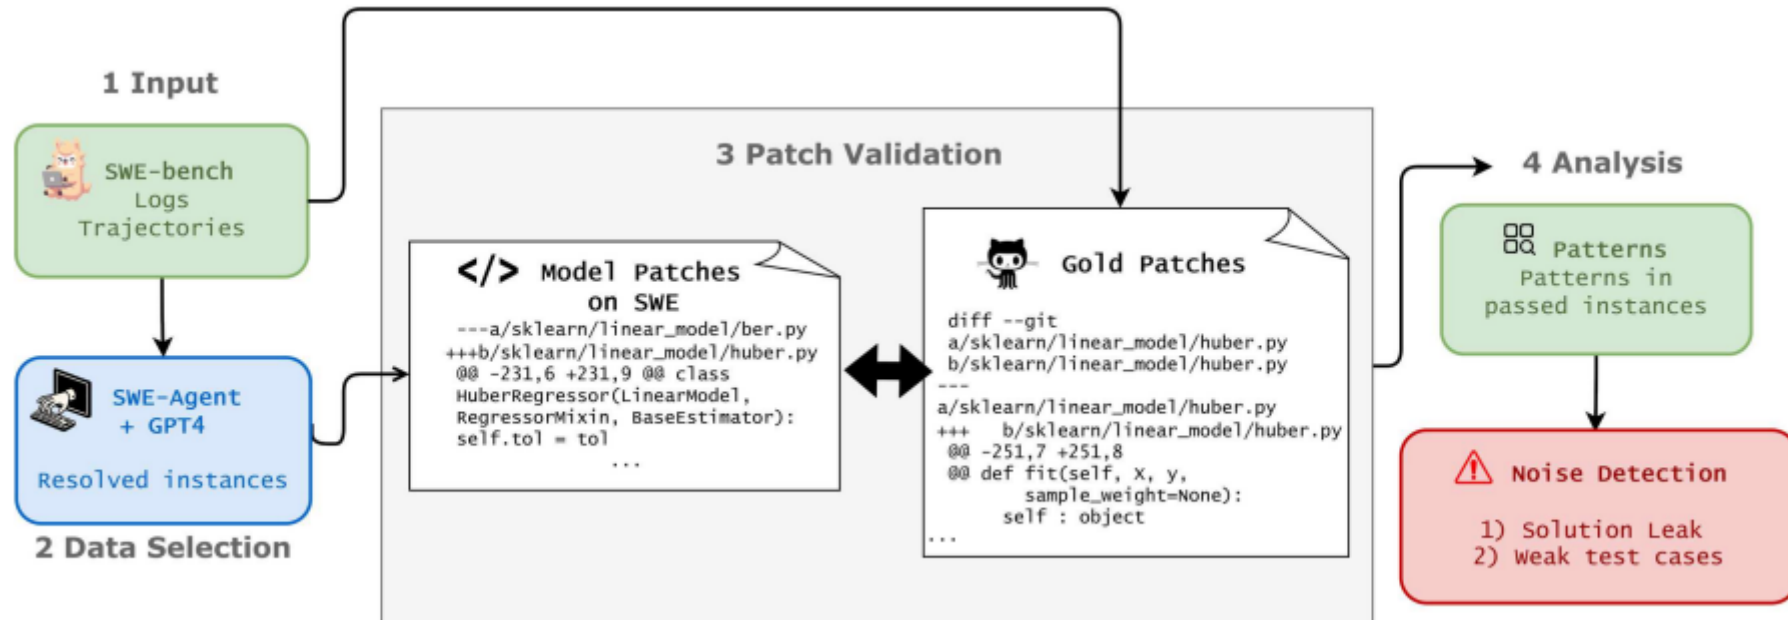 1 Input
SWE-bench
Logs
Trajectories
SWE-Agent
+ GPT4
Resolved instances
2 Data Selection
3 Patch Validation
</> Model Patches
on SWE
---a/sklearn/linear_model/ber.py
+++b/sklearn/linear_model/huber.py
@@ -231,6 +231,9 @@ class
HuberRegressor(LinearModel,
RegressorMixin, BaseEstimator):
self.tol = tol
...
Gold Patches
diff --git
a/sklearn/linear_model/huber.py
b/sklearn/linear_model/huber.py
---
a/sklearn/linear_model/huber.py
+++ b/sklearn/linear_model/huber.py
@@ -251,7 +251,8
@@ def fit(self, X, y,
sample_weight=None):
self : object
...
4 Analysis
Patterns
Patterns in
passed instances
Noise Detection
1) Solution Leak
2) Weak test cases